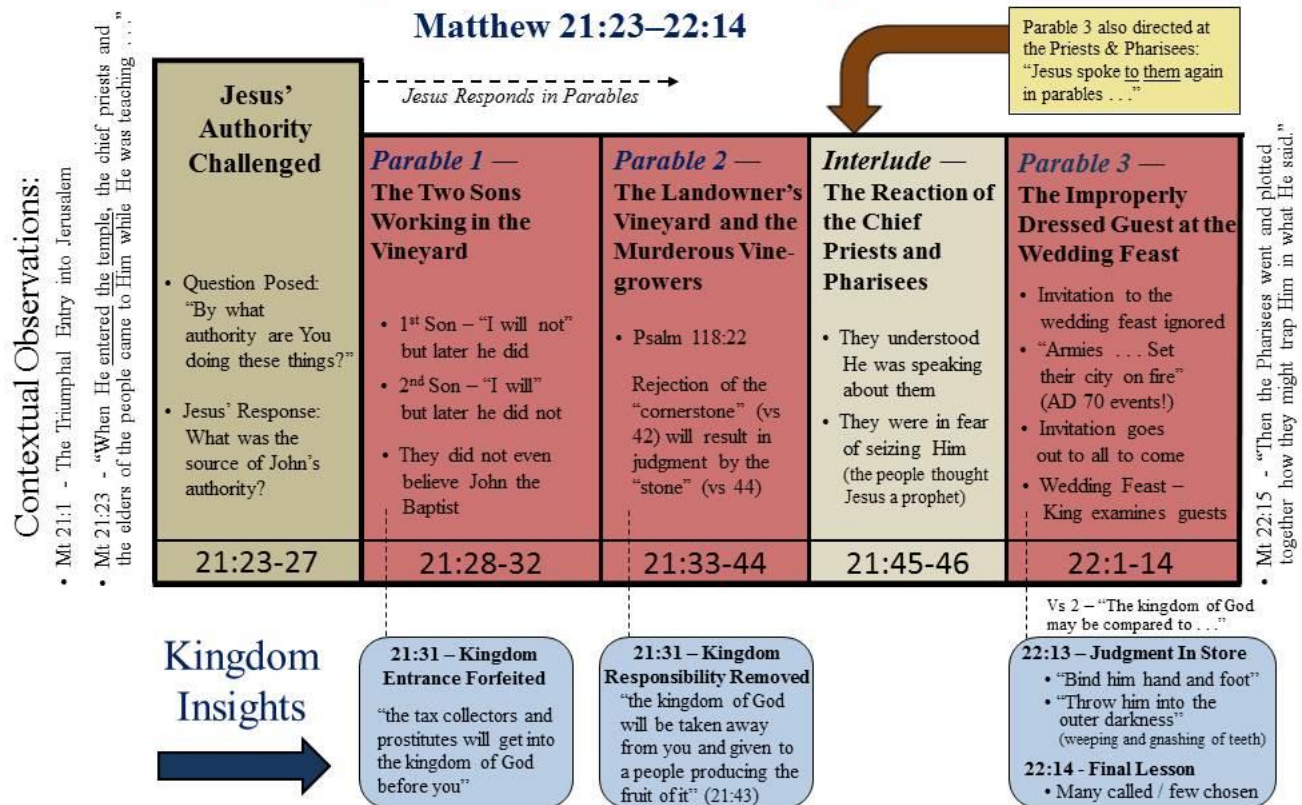 Matthew 21:23–22:14
Parable 3 also directed at
the Priests & Pharisees:
“Jesus spoke to them again
in parables . . .”
Jesus Responds in Parables
Contextual Observations:
• Mt 21:1 - The Triumphal Entry into Jerusalem
• Mt 21:23 - “When He entered the temple, the chief priests and
the elders of the people came to Him while He was teaching . . .”
Jesus’
Authority
Challenged
• Question Posed:
“By what
authority are You
doing these things?”
• Jesus’ Response:
What was the
source of John’s
authority?
21:23-27
Parable 1 —
The Two Sons
Working in the
Vineyard
• 1st Son – “I will not”
but later he did
• 2nd Son – “I will”
but later he did not
• They did not even
believe John the
Baptist
21:28-32
Parable 2 —
The Landowner’s
Vineyard and the
Murderous Vine-
growers
• Psalm 118:22
Rejection of the
“cornerstone” (vs
42) will result in
judgment by the
“stone” (vs 44)
21:33-44
Interlude —
The Reaction of
the Chief
Priests and
Pharisees
• They understood
He was speaking
about them
• They were in fear
of seizing Him
(the people thought
Jesus a prophet)
21:45-46
Parable 3 —
The Improperly
Dressed Guest at the
Wedding Feast
• Invitation to the
wedding feast ignored
• “Armies . . . Set
their city on fire”
(AD 70 events!)
• Invitation goes
out to all to come
• Wedding Feast –
King examines guests
22:1-14
• Mt 22:15 - “Then the Pharisees went and plotted
together how they might trap Him in what He said.”
Kingdom
Insights
21:31 – Kingdom
Entrance Forfeited
“the tax collectors and
prostitutes will get into
the kingdom of God
before you”
21:31 – Kingdom
Responsibility Removed
“the kingdom of God
will be taken away
from you and given to
a people producing the
fruit of it” (21:43)
Vs 2 – “The kingdom of God
may be compared to . . .”
22:13 – Judgment In Store
• “Bind him hand and foot”
• “Throw him into the
outer darkness”
(weeping and gnashing of teeth)
22:14 - Final Lesson
• Many called / few chosen